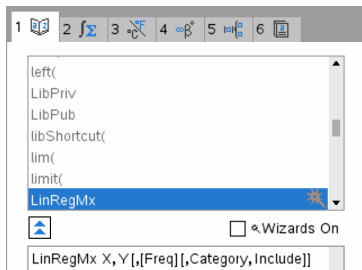 1 2 ∫Σ 3 °C°F 4 ∞β° 5 6
left(
LibPriv
LibPub
libShortcut(
lim(
limit(
LinRegMx
Wizards On
LinRegMx X,Y[,[Freq][,Category,Include]]